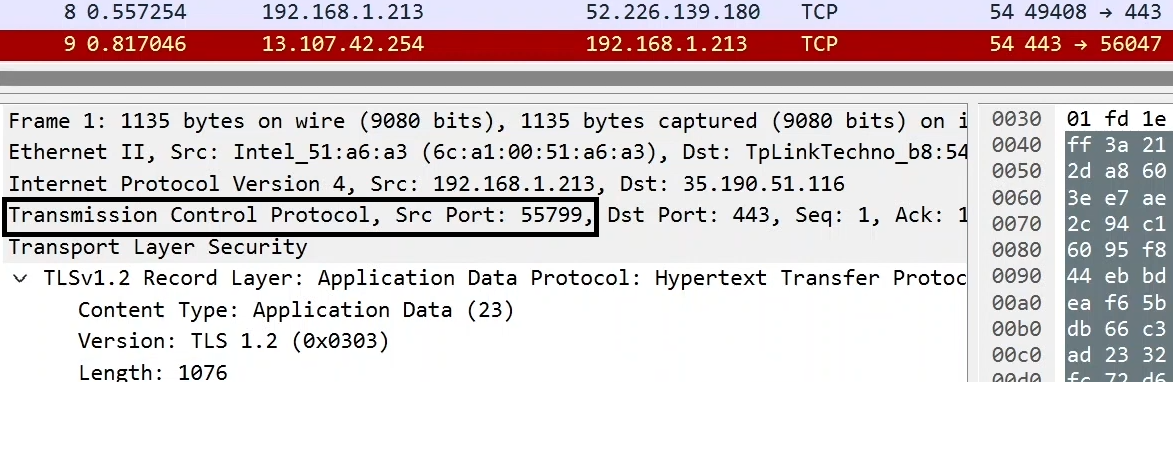 8 0.557254 192.168.1.213 52.226.139.180 TCP 54 49408 → 443
9 0.817046 13.107.42.254 192.168.1.213 TCP 54 443 → 56047
Frame 1: 1135 bytes on wire (9080 bits), 1135 bytes captured (9080 bits) on i
Ethernet II, Src: Intel_51:a6:a3 (6c:a1:00:51:a6:a3), Dst: TpLinkTechno_b8:54
Internet Protocol Version 4, Src: 192.168.1.213, Dst: 35.190.51.116
Transmission Control Protocol, Src Port: 55799, Dst Port: 443, Seq: 1, Ack: 1
Transport Layer Security
TLSv1.2 Record Layer: Application Data Protocol: Hypertext Transfer Protoc
Content Type: Application Data (23)
Version: TLS 1.2 (0x0303)
Length: 1076
0030 01 fd 1e
0040 ff 3a 21
0050 2d a8 60
0060 3e e7 ae
0070 2c 94 c1
0080 60 95 f8
0090 44 eb bd
00a0 ea f6 5b
00b0 db 66 c3
00c0 ad 23 32
00d0 fc 72 d6